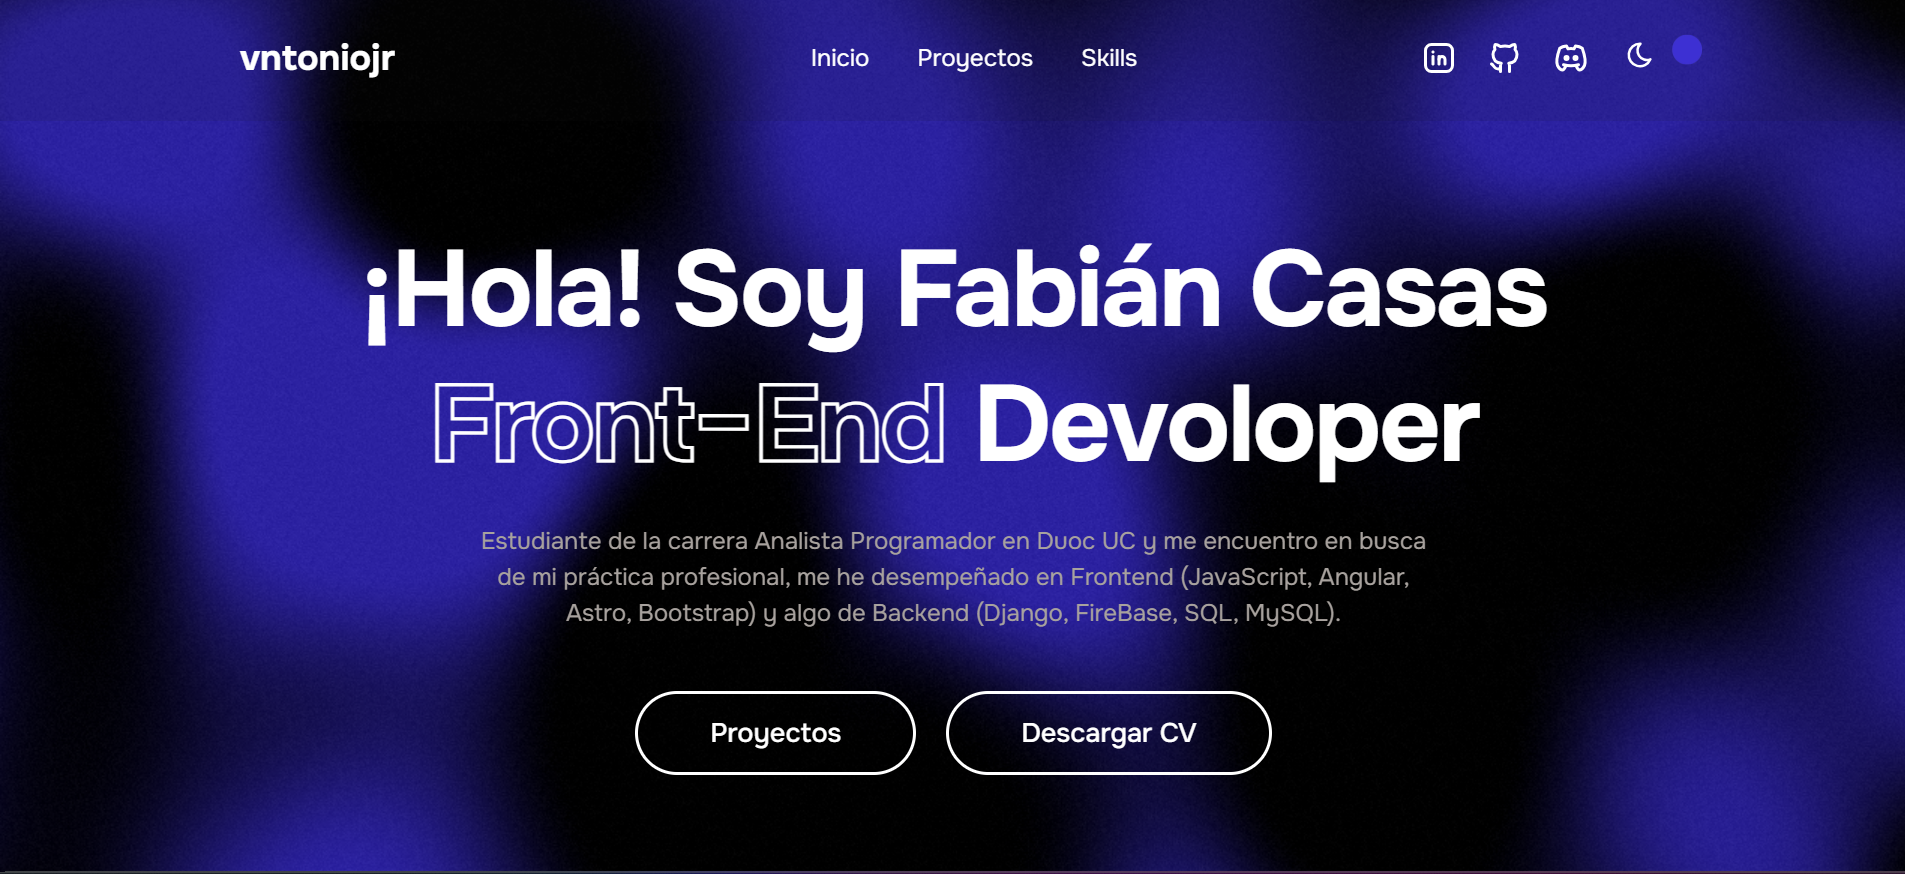 vntoniojr
Inicio Proyectos Skills
¡Hola! Soy Fabián Casas
Front-End Devoloper
Estudiante de la carrera Analista Programador en Duoc UC y me encuentro en busca
de mi práctica profesional, me he desempeñado en Frontend (JavaScript, Angular,
Astro, Bootstrap) y algo de Backend (Django, FireBase, SQL, MySQL).
Proyectos
Descargar CV